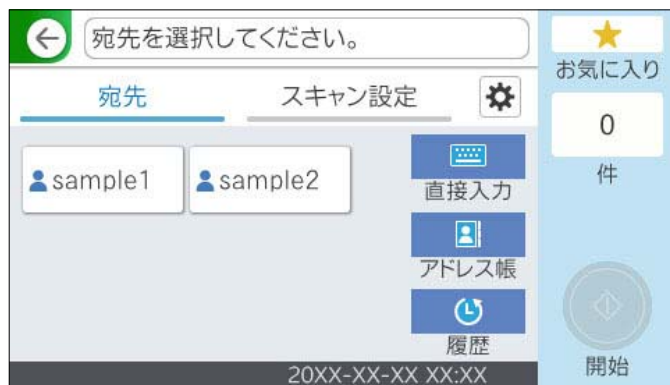 宛先を選択してください。
お気に入り
宛先
スキャン設定
0
件
sample1
sample2
直接入力
アドレス帳
履歴
開始
20XX-XX-XX XX:XX